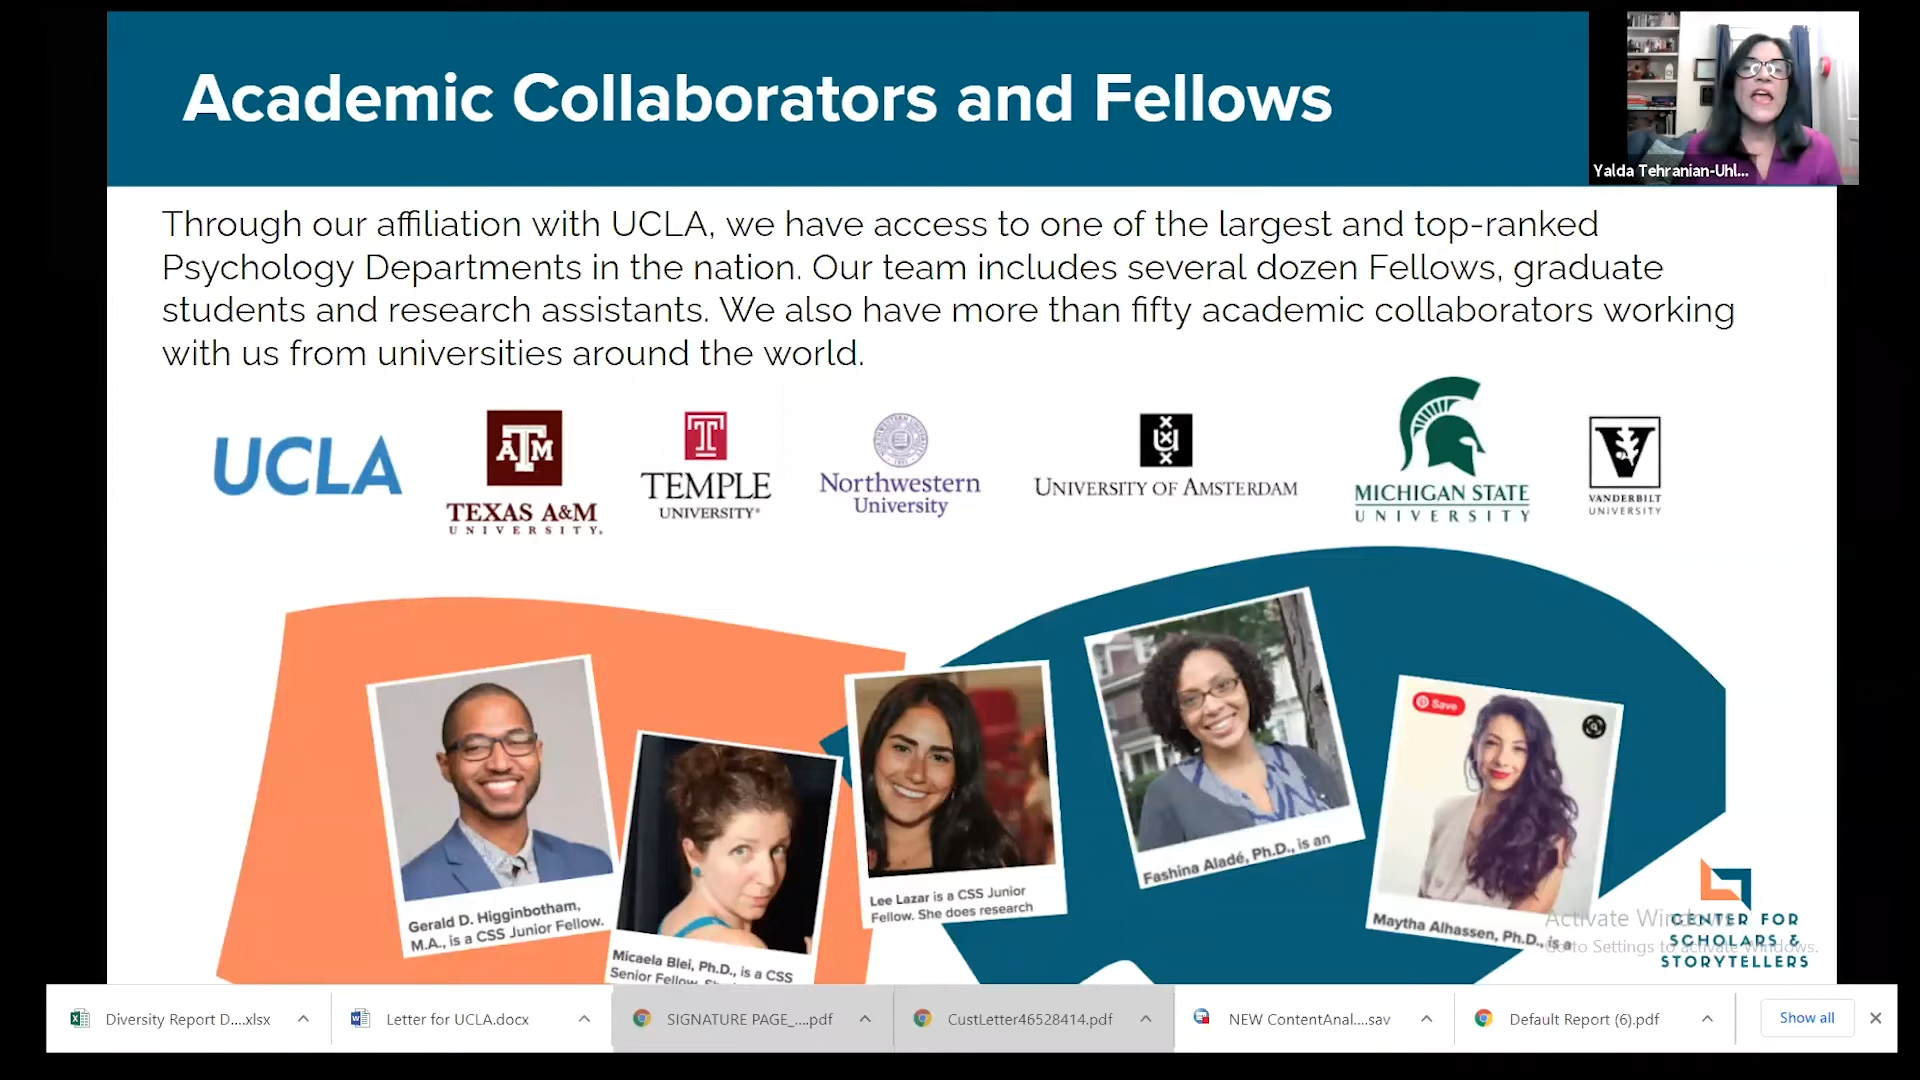 Academic Collaborators and Fellows
Yalda Tehranian-Uhl...
Through our affiliation with UCLA, we have access to one of the largest and top-ranked
Psychology Departments in the nation. Our team includes several dozen Fellows, graduate
students and research assistants. We also have more than fifty academic collaborators working
with us from universities around the world.
UCLA
ATM
TEXAS A&M
UNIVERSITY®
T
TEMPLE
UNIVERSITY®
Northwestern
University
UNIVERSITY OF AMSTERDAM
MICHIGAN STATE
UNIVERSITY
V
VANDERBILT
UNIVERSITY
Gerald D. Higginbotham,
M.A., is a CSS Junior Fellow.
Micaela Blei, Ph.D., is a CSS
Senior Fellow.
Lee Lazar is a CSS Junior
Fellow. She does research
Fashina Aladé, Ph.D., is an
Save
Maytha Alhassen, Ph.D., is a
CENTER FOR
SCHOLARS &
STORYTELLERS
Activate Windows
Go to Settings to activate Windows.
Diversity Report D....xlsx
Letter for UCLA.docx
SIGNATURE PAGE_....pdf
CustLetter46528414.pdf
NEW ContentAnal....sav
Default Report (6).pdf
Show all